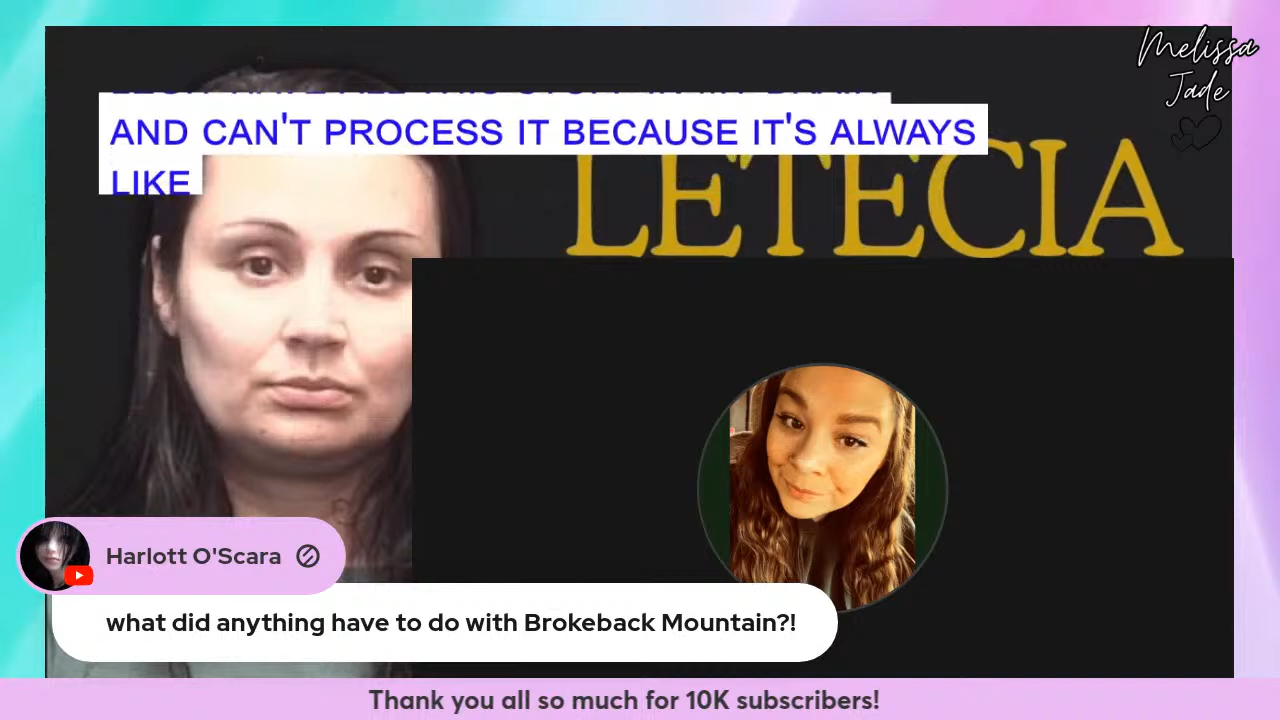 Melissa
Jade
AND CAN'T PROCESS IT BECAUSE IT'S ALWAYS
LIKE
LETECIA
Harlott O'Scara
what did anything have to do with Brokeback Mountain?!
Thank you all so much for 10K subscribers!